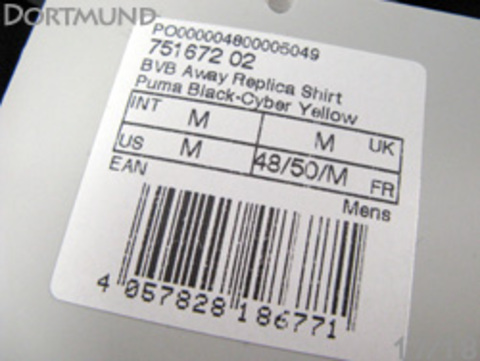 DORTMUND
PO000004800005049
751672 02
BVB Away Replica Shirt
Puma Black-Cyber Yellow
INT M M UK
US M 48/50/M FR
EAN Mens
4 057828 186771